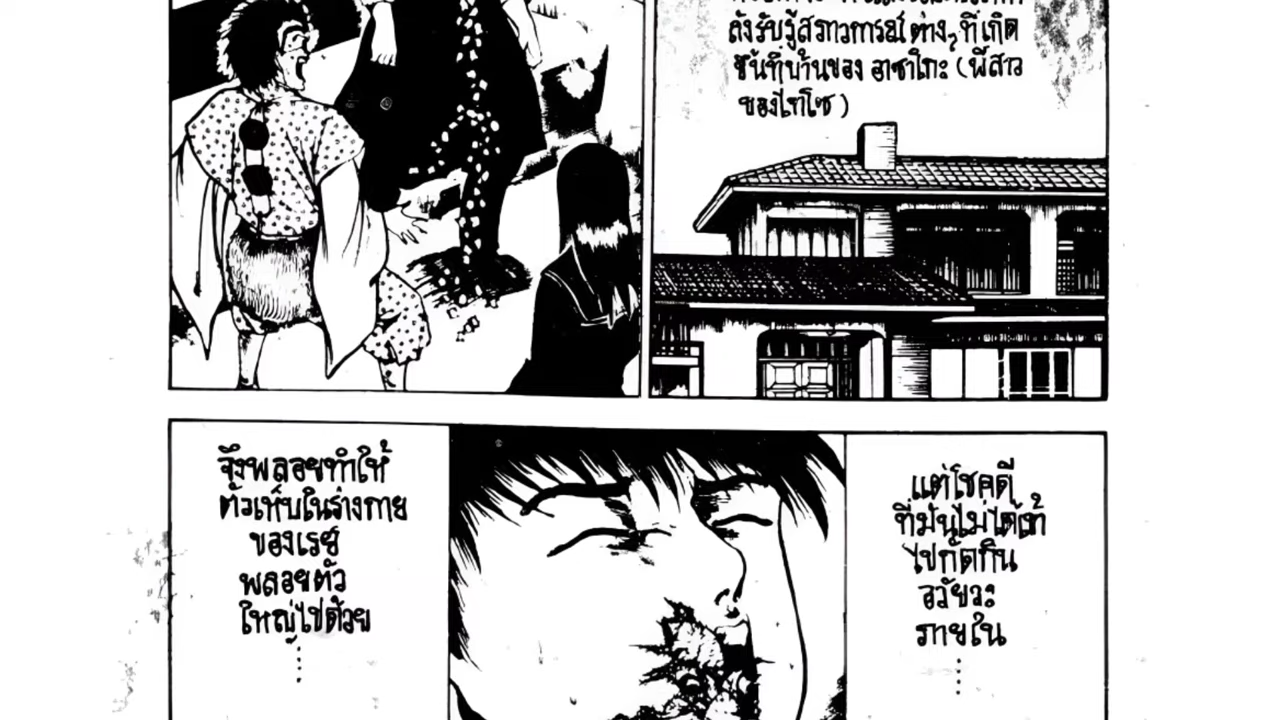 ยังรับรู้สภาวการณ์ต่างๆที่เกิด
ขึ้นที่บ้านของ อาซาโกะ (พี่สาว
ของไทโซ)
จึงพลอยทำให้
ตัวเห็บในร่างกาย
ของเรย์
พลอยตัว
ใหญ่ไปด้วย
......
แต่โชคดี
ที่มันไม่ได้เข้า
ไปกัดกิน
อวัยวะ
ภายใน
......